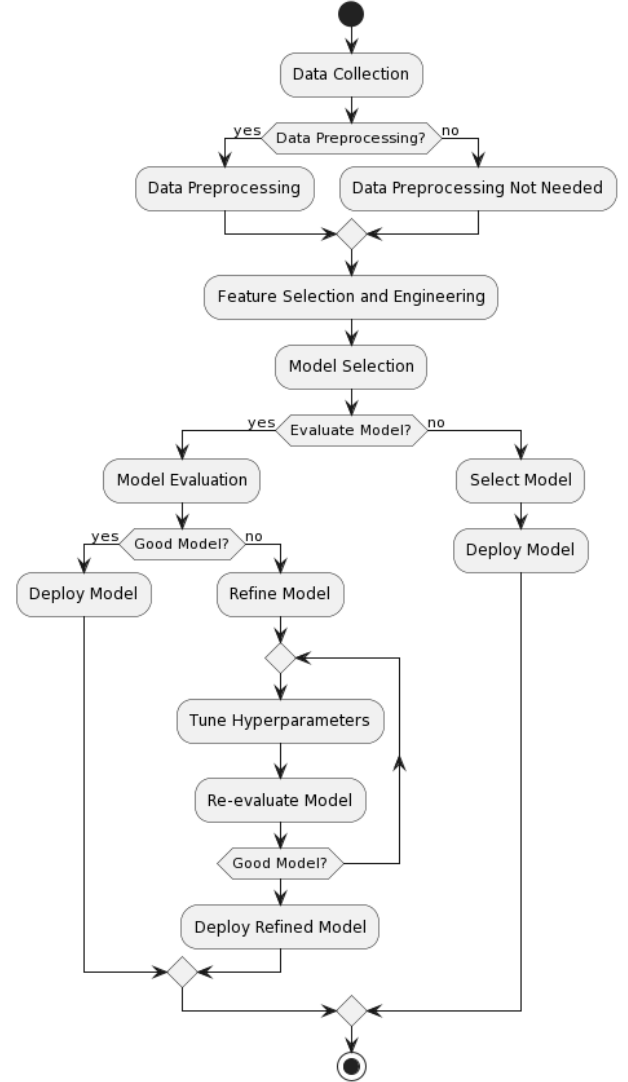 Data Collection
yes
Data Preprocessing?
no
Data Preprocessing
Data Preprocessing Not Needed
Feature Selection and Engineering
Model Selection
yes
Evaluate Model?
no
Model Evaluation
Select Model
yes
Good Model?
no
Deploy Model
Deploy Model
Refine Model
Tune Hyperparameters
Re-evaluate Model
Good Model?
Deploy Refined Model